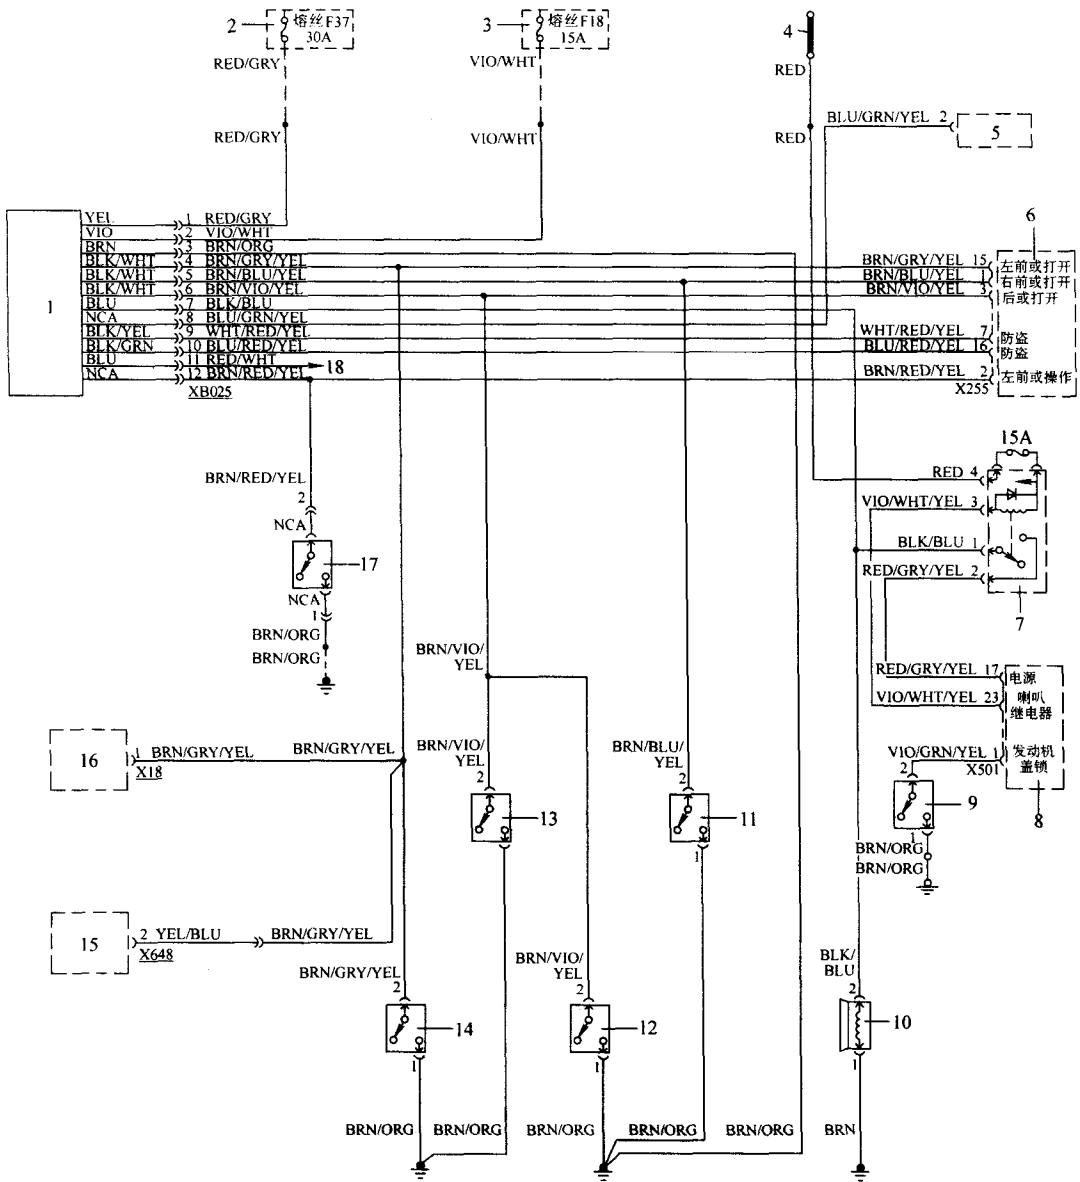 2
熔丝F37
30A
3
熔丝F18
15A
4
RED/GRY
VIO/WHT
RED
RED/GRY
VIO/WHT
RED
BLU/GRN/YEL 2
5
6
1
YEL 1 RED/GRY
VIO 2 VIO/WHT
BRN 3 BRN/ORG
BLK/WHT 4 BRN/GRY/YEL
BLK/WHT 5 BRN/BLU/YEL
BLK/WHT 6 BRN/VIO/YEL
BLU 7 BLK/BLU
NCA 8 BLU/GRN/YEL
BLK/YEL 9 WHT/RED/YEL
BLK/GRN 10 BLU/RED/YEL
BLU 11 RED/WHT
18
NCA 12 BRN/RED/YEL
XB025
BRN/GRY/YEL 15
左前或打开
BRN/BLU/YEL 1
右前或打开
BRN/VIO/YEL 3
后或打开
WHT/RED/YEL 7
防盗
BLU/RED/YEL 16
防盗
BRN/RED/YEL 2
左前或操作
X255
15A
RED 4
VIO/WHT/YEL 3
BLK/BLU 1
RED/GRY/YEL 2
7
BRN/RED/YEL
2
NCA
17
NCA
1
BRN/ORG
BRN/ORG
BRN/VIO/
YEL
RED/GRY/YEL 17
电源
VIO/WHT/YEL 23
喇叭
继电器
VIO/GRN/YEL 1
发动机
盖锁
X501
8
2
9
1
BRN/ORG
BRN/ORG
16
1 BRN/GRY/YEL
X18
BRN/GRY/YEL
BRN/VIO/
YEL
2
13
1
BRN/BLU/
YEL
2
11
1
15
2 YEL/BLU
X648
BRN/GRY/YEL
BRN/GRY/YEL
2
14
1
BRN/VIO/
YEL
2
12
1
BLK/
BLU
2
10
1
BRN/ORG
BRN/ORG
BRN/ORG
BRN/ORG
BRN/ORG
BRN